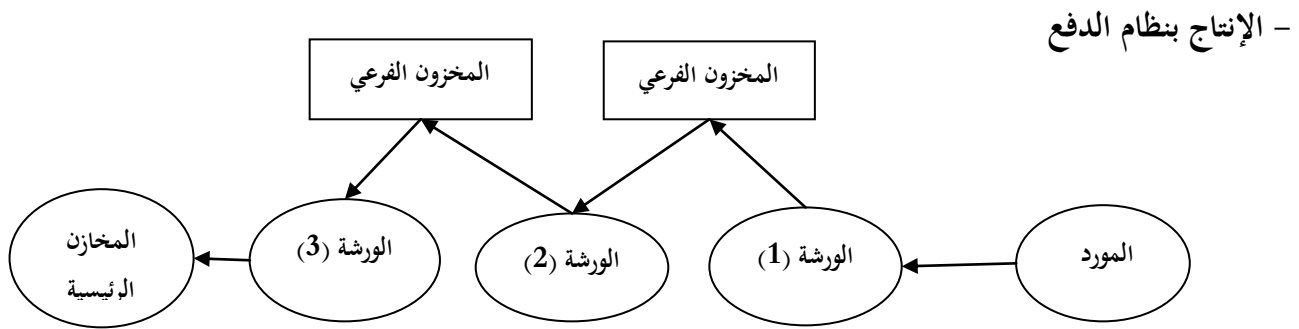 - الإنتاج بنظام الدفع
المخزون الفرعي
المخزون الفرعي
المورد
الورشة (1)
الورشة (2)
الورشة (3)
المخازن
الرئيسية